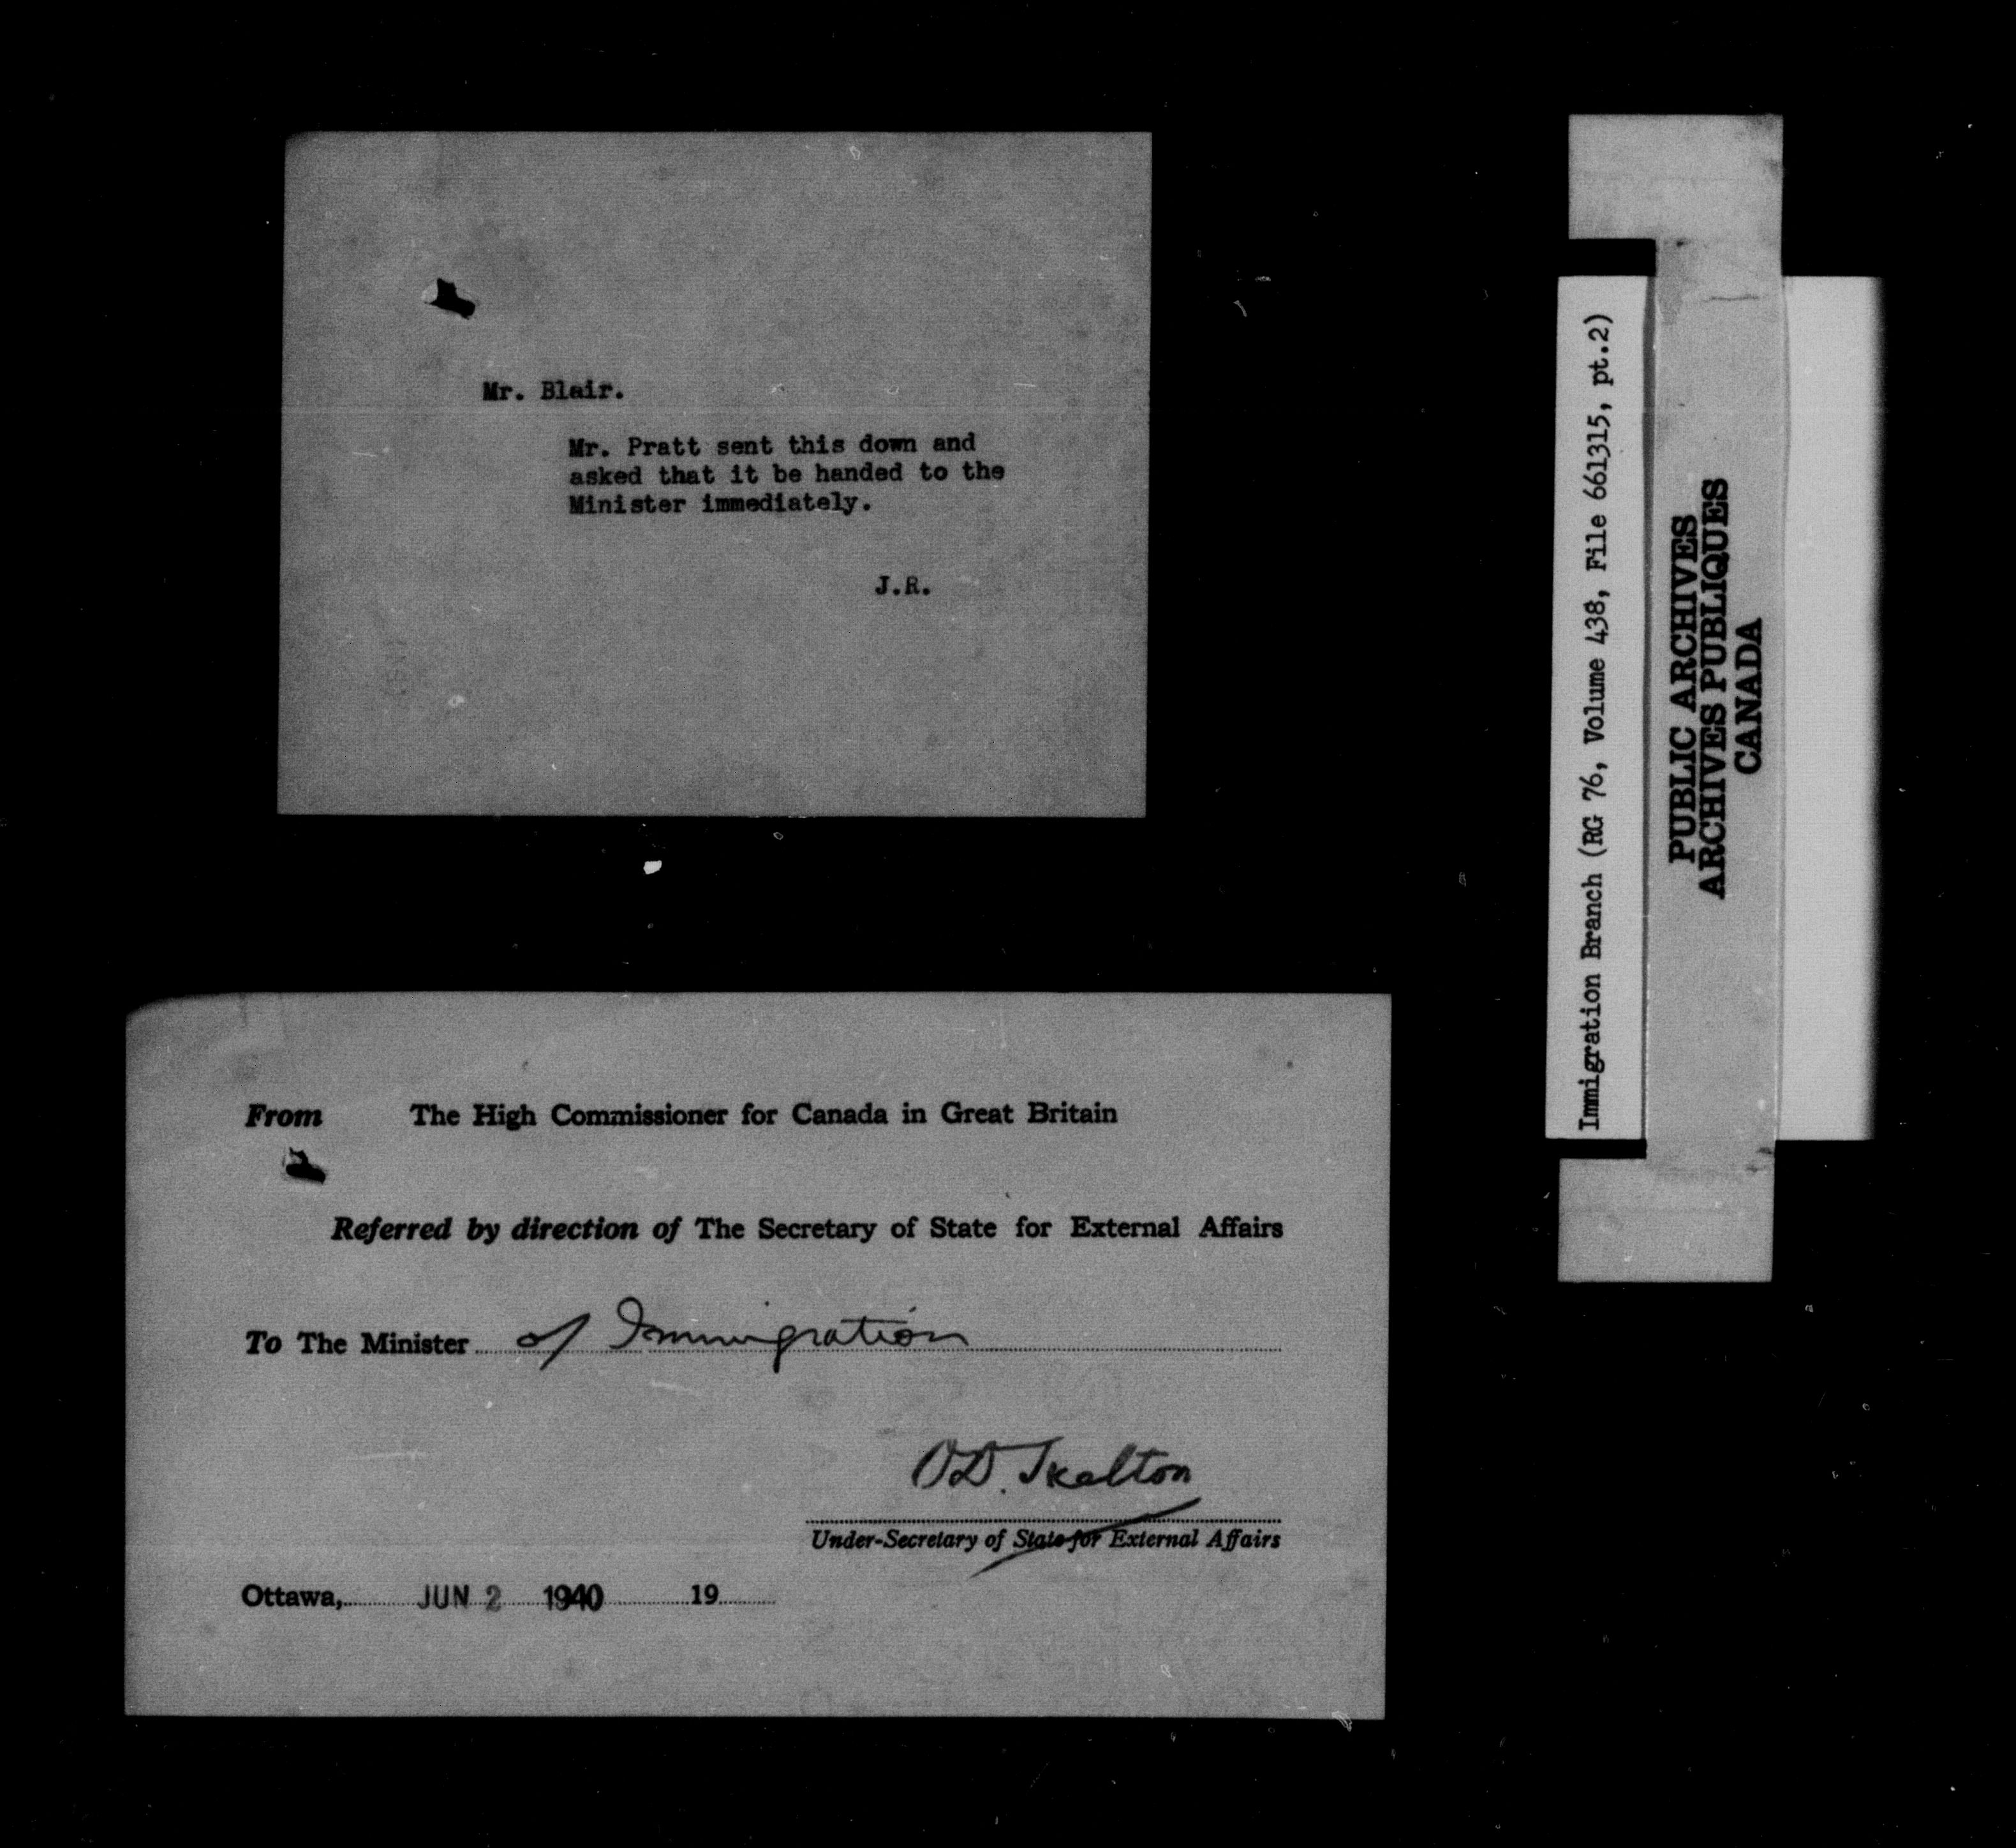 Mr. Blair.
Mr. Pratt sent this down and
asked that it be handed to the
Minister immediately.
J.R.
From The High Commissioner for Canada in Great Britain
Referred by direction of The Secretary of State for External Affairs
To The Minister of Immigration
O.D. Skelton
Under-Secretary of State for External Affairs
Ottawa, JUN 2 1940 19
Immigration Branch (RG 76, Volume 438, File 661315, pt.2)
PUBLIC ARCHIVES
ARCHIVES PUBLIQUES
CANADA